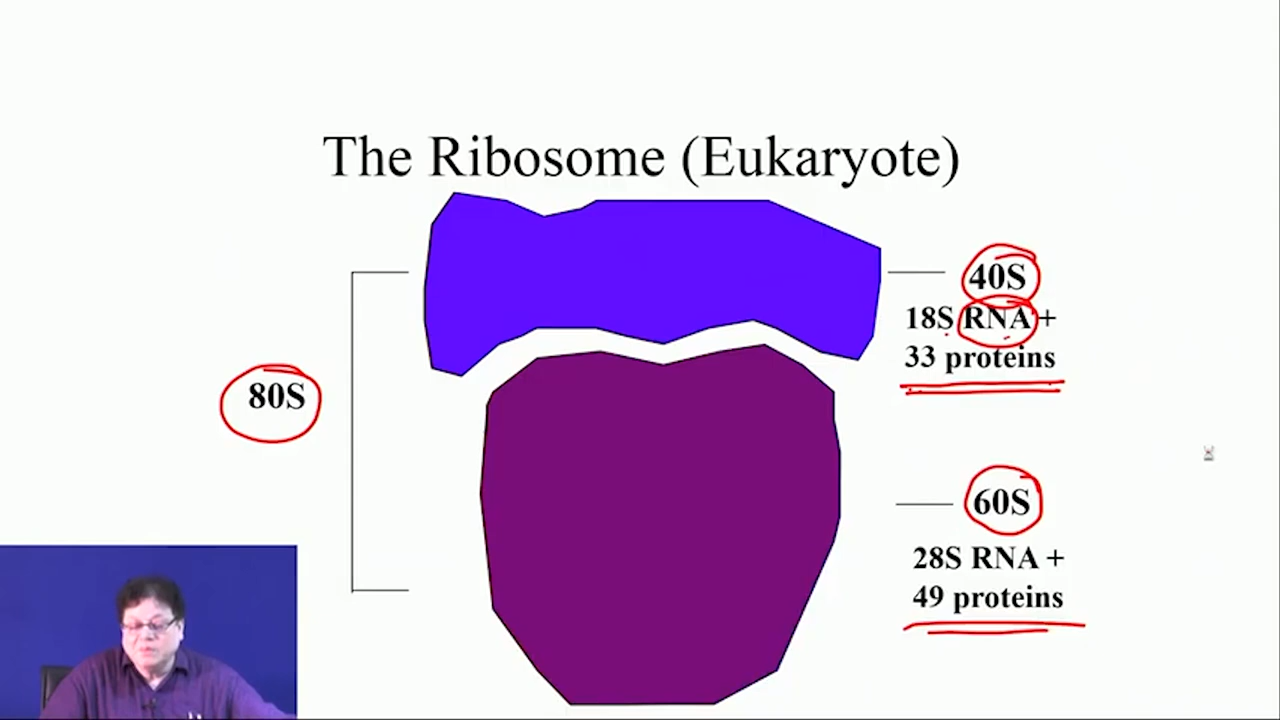 The Ribosome (Eukaryote)
40S
18S RNA +
33 proteins
80S
60S
28S RNA +
49 proteins